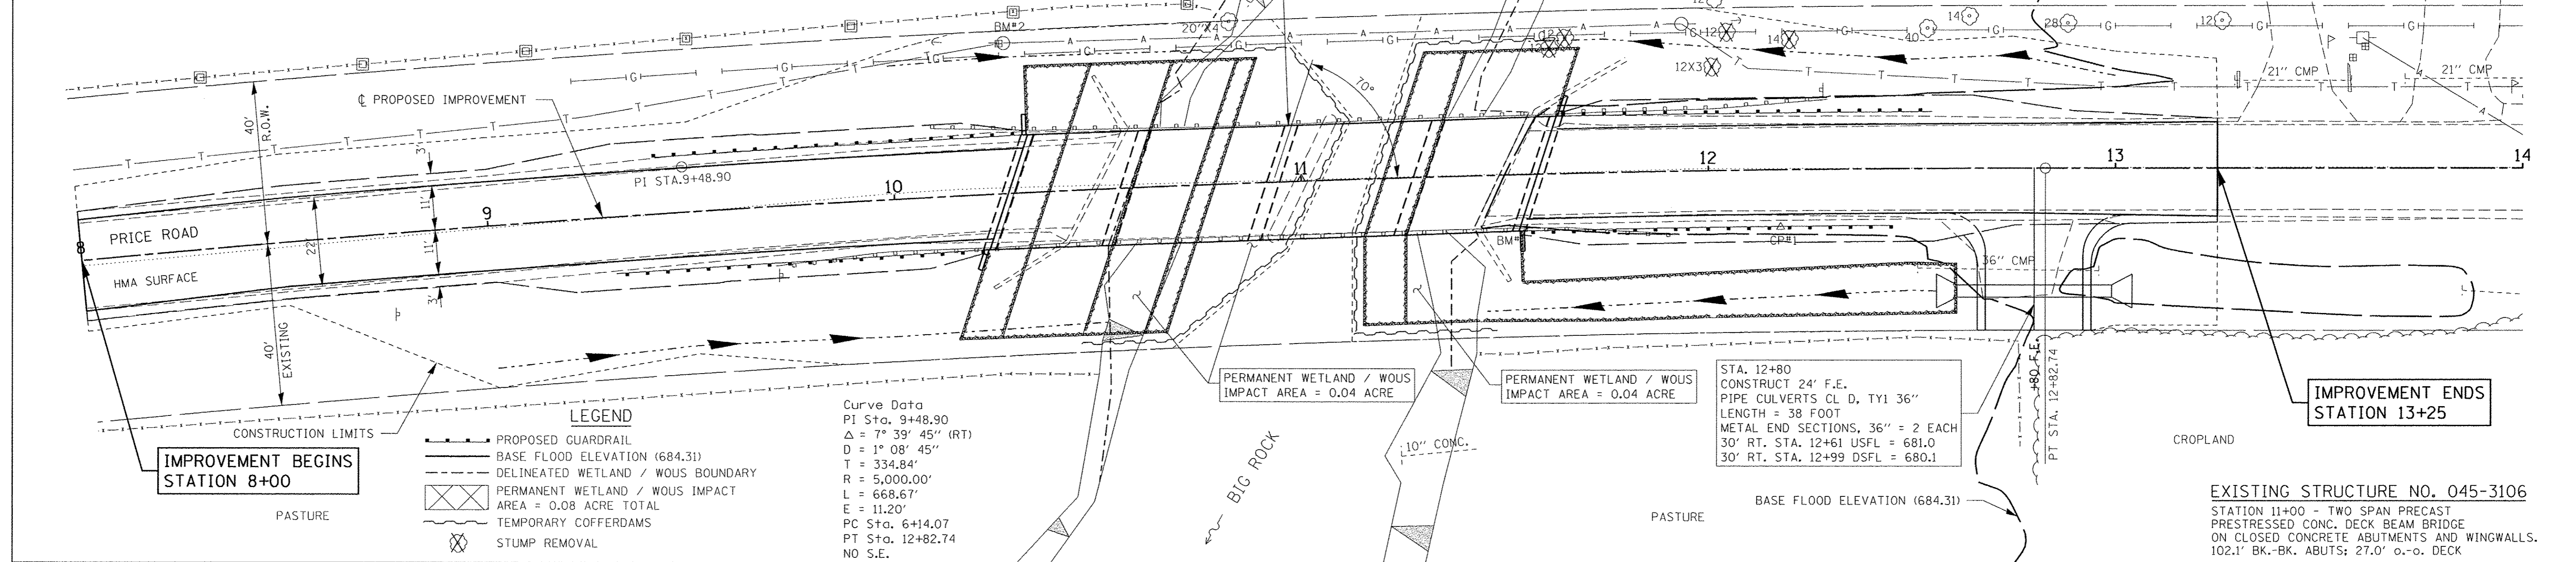 BM#2
20"X4
12X3
14
28
12
40
21" CMP
21" CMP
70°
℄ PROPOSED IMPROVEMENT
40'
R.O.W.
3'
11'
11'
22'
3'
PI STA.9+48.90
8
9
10
11
12
13
14
PRICE ROAD
HMA SURFACE
40'
EXISTING
BM#
CP#1
36" CMP
CONSTRUCTION LIMITS
IMPROVEMENT BEGINS
STATION 8+00
PASTURE
LEGEND
PROPOSED GUARDRAIL
BASE FLOOD ELEVATION (684.31)
DELINEATED WETLAND / WOUS BOUNDARY
PERMANENT WETLAND / WOUS IMPACT
AREA = 0.08 ACRE TOTAL
TEMPORARY COFFERDAMS
STUMP REMOVAL
Curve Data
PI Sta. 9+48.90
Δ = 7° 39' 45" (RT)
D = 1° 08' 45"
T = 334.84'
R = 5,000.00'
L = 668.67'
E = 11.20'
PC Sta. 6+14.07
PT Sta. 12+82.74
NO S.E.
PERMANENT WETLAND / WOUS
IMPACT AREA = 0.04 ACRE
BIG ROCK
10" CONC.
PERMANENT WETLAND / WOUS
IMPACT AREA = 0.04 ACRE
STA. 12+80
CONSTRUCT 24' F.E.
PIPE CULVERTS CL D, TY1 36"
LENGTH = 38 FOOT
METAL END SECTIONS, 36" = 2 EACH
30' RT. STA. 12+61 USFL = 681.0
30' RT. STA. 12+99 DSFL = 680.1
+80 F.E.
PT STA. 12+82.74
PASTURE
BASE FLOOD ELEVATION (684.31)
CROPLAND
IMPROVEMENT ENDS
STATION 13+25
EXISTING STRUCTURE NO. 045-3106
STATION 11+00 - TWO SPAN PRECAST
PRESTRESSED CONC. DECK BEAM BRIDGE
ON CLOSED CONCRETE ABUTMENTS AND WINGWALLS.
102.1' BK.-BK. ABUTS; 27.0' o.-o. DECK